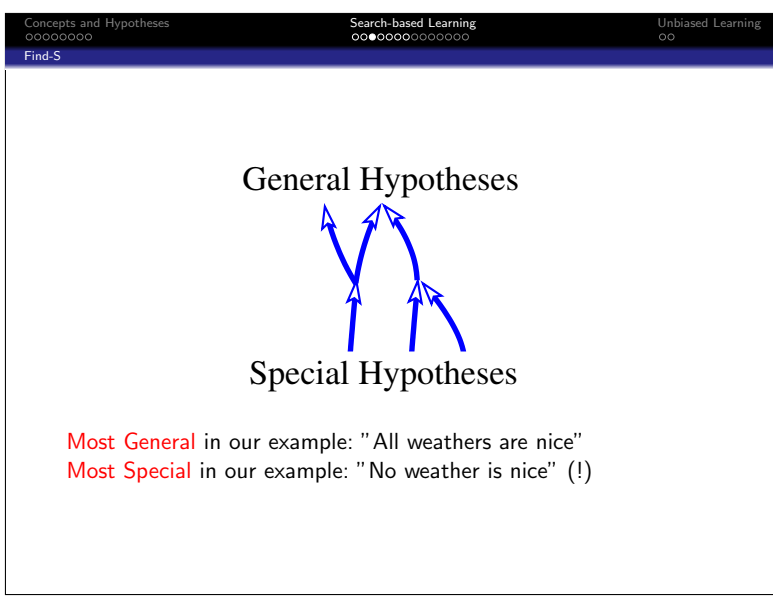 Concepts and Hypotheses Search-based Learning Unbiased Learning
Find-S
General Hypotheses
Special Hypotheses
Most General in our example: ”All weathers are nice”
Most Special in our example: ”No weather is nice” (!)